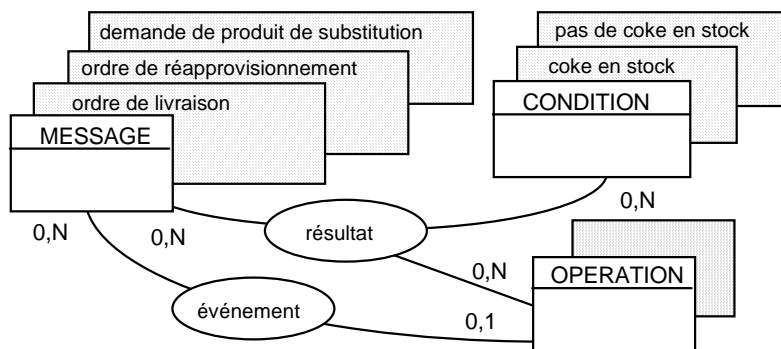 demande de produit de substitution
ordre de réapprovisionnement
ordre de livraison
MESSAGE
pas de coke en stock
coke en stock
CONDITION
0,N
0,N
résultat
0,N
0,N
OPERATION
événement
0,1